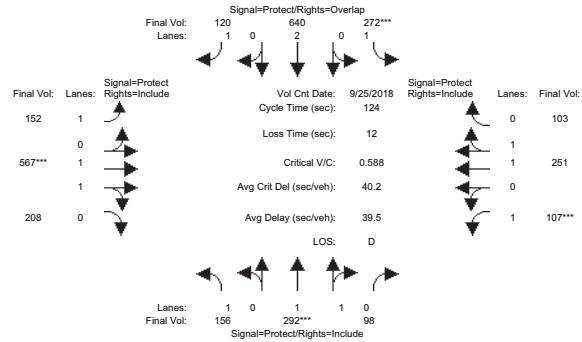 Signal=Protect/Rights=Overlap
Final Vol: 120 640 272***
Lanes: 1 0 2 0 1
Signal=Protect
Final Vol: Lanes: Rights=Include
Vol Cnt Date: 9/25/2018
Signal=Protect
Rights=Include Lanes: Final Vol:
Cycle Time (sec): 124
152 1
0 103
Loss Time (sec): 12
0
1
567*** 1
Critical V/C: 0.588
1 251
1
Avg Crit Del (sec/veh): 40.2
0
208 0
Avg Delay (sec/veh): 39.5
1 107***
LOS: D
Lanes: 1 0 1 1 0
Final Vol: 156 292*** 98
Signal=Protect/Rights=Include